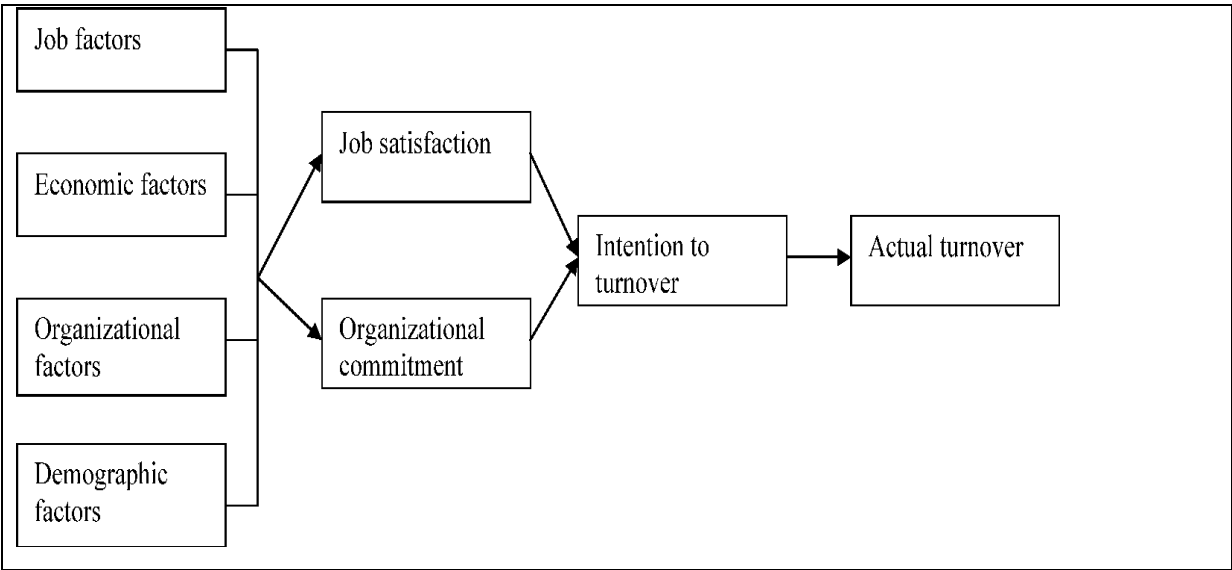 Job factors
Economic factors
Organizational
factors
Demographic
factors
Job satisfaction
Organizational
commitment
Intention to
turnover
Actual turnover